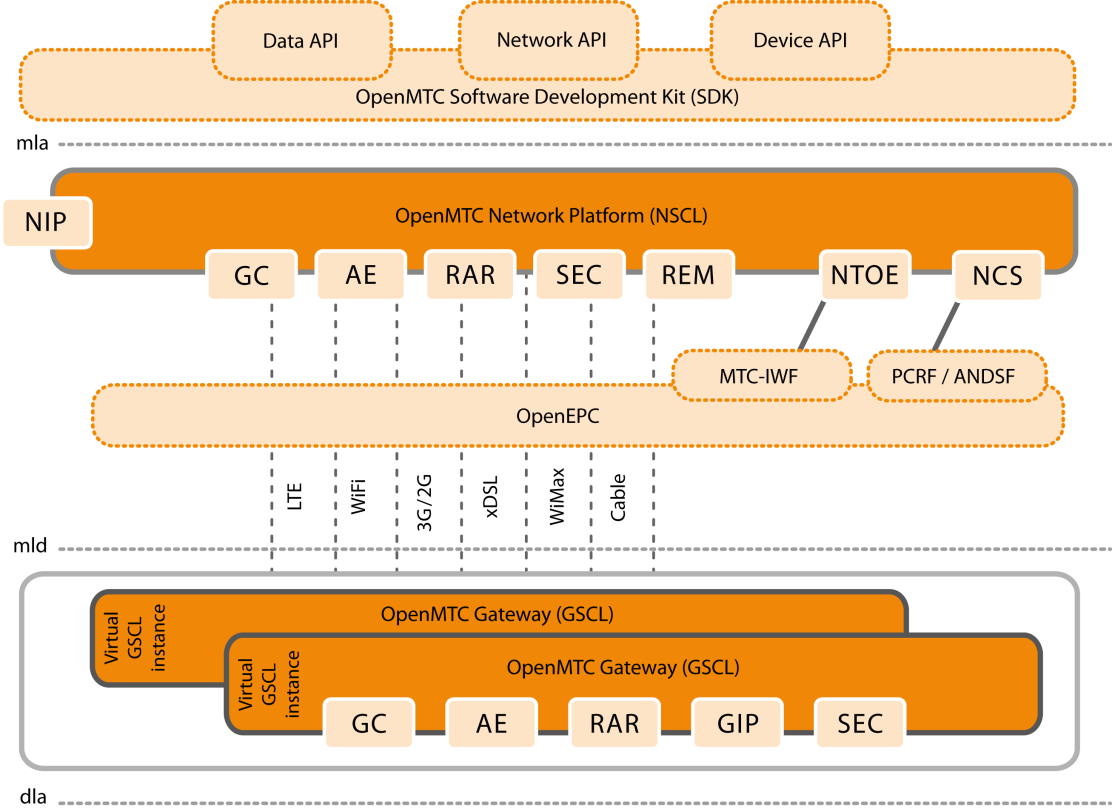 Data API
Network API
Device API
OpenMTC Software Development Kit (SDK)
mla
OpenMTC Network Platform (NSCL)
NIP
GC
AE
RAR
SEC
REM
NTOE
NCS
MTC-IWF
PCRF / ANDSF
OpenEPC
LTE
WiFi
3G/2G
xDSL
WiMax
Cable
mld
Virtual
GSCL
instance
OpenMTC Gateway (GSCL)
Virtual
GSCL
instance
OpenMTC Gateway (GSCL)
GC
AE
RAR
GIP
SEC
dla